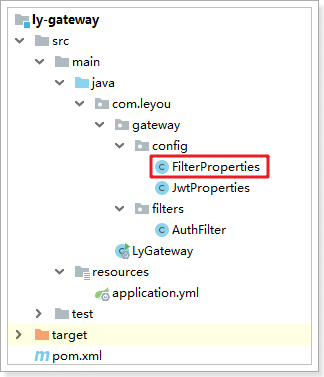 ly-gateway
src
main
java
com.leyou
gateway
config
FilterProperties
JwtProperties
filters
AuthFilter
LyGateway
resources
application.yml
test
target
pom.xml